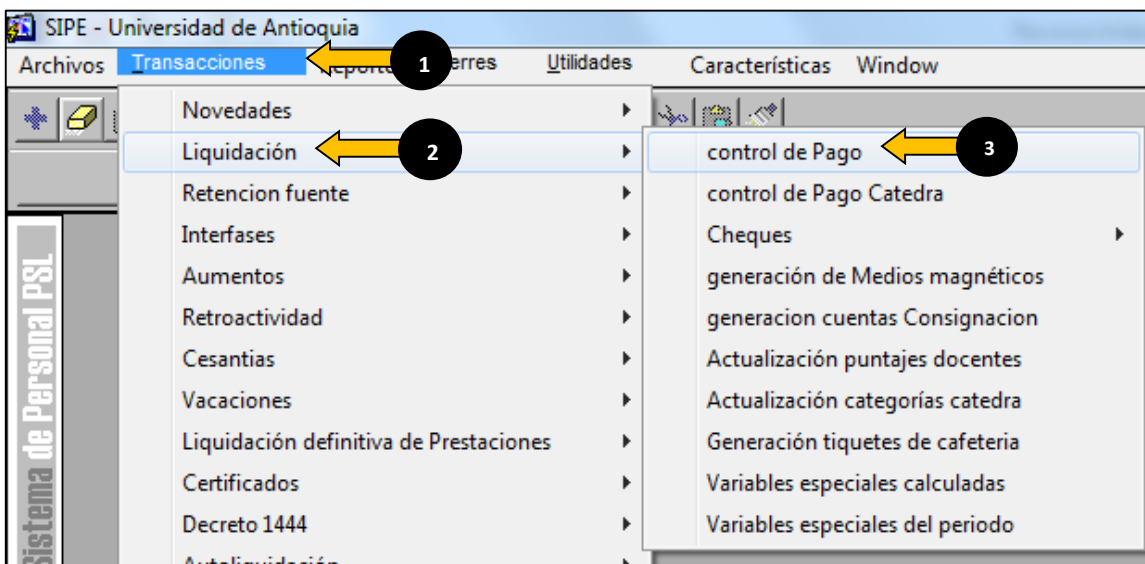 SIPE - Universidad de Antioquia
Archivos Transacciones Reporte erres Utilidades Características Window
1
Novedades
Liquidación
2
Retencion fuente
Interfases
Aumentos
Retroactividad
Cesantias
Vacaciones
Liquidación definitiva de Prestaciones
Certificados
Decreto 1444
Autoliquidación
control de Pago
3
control de Pago Catedra
Cheques
generación de Medios magnéticos
generacion cuentas Consignacion
Actualización puntajes docentes
Actualización categorías catedra
Generación tiquetes de cafeteria
Variables especiales calculadas
Variables especiales del periodo
Sistema de Personal PSL